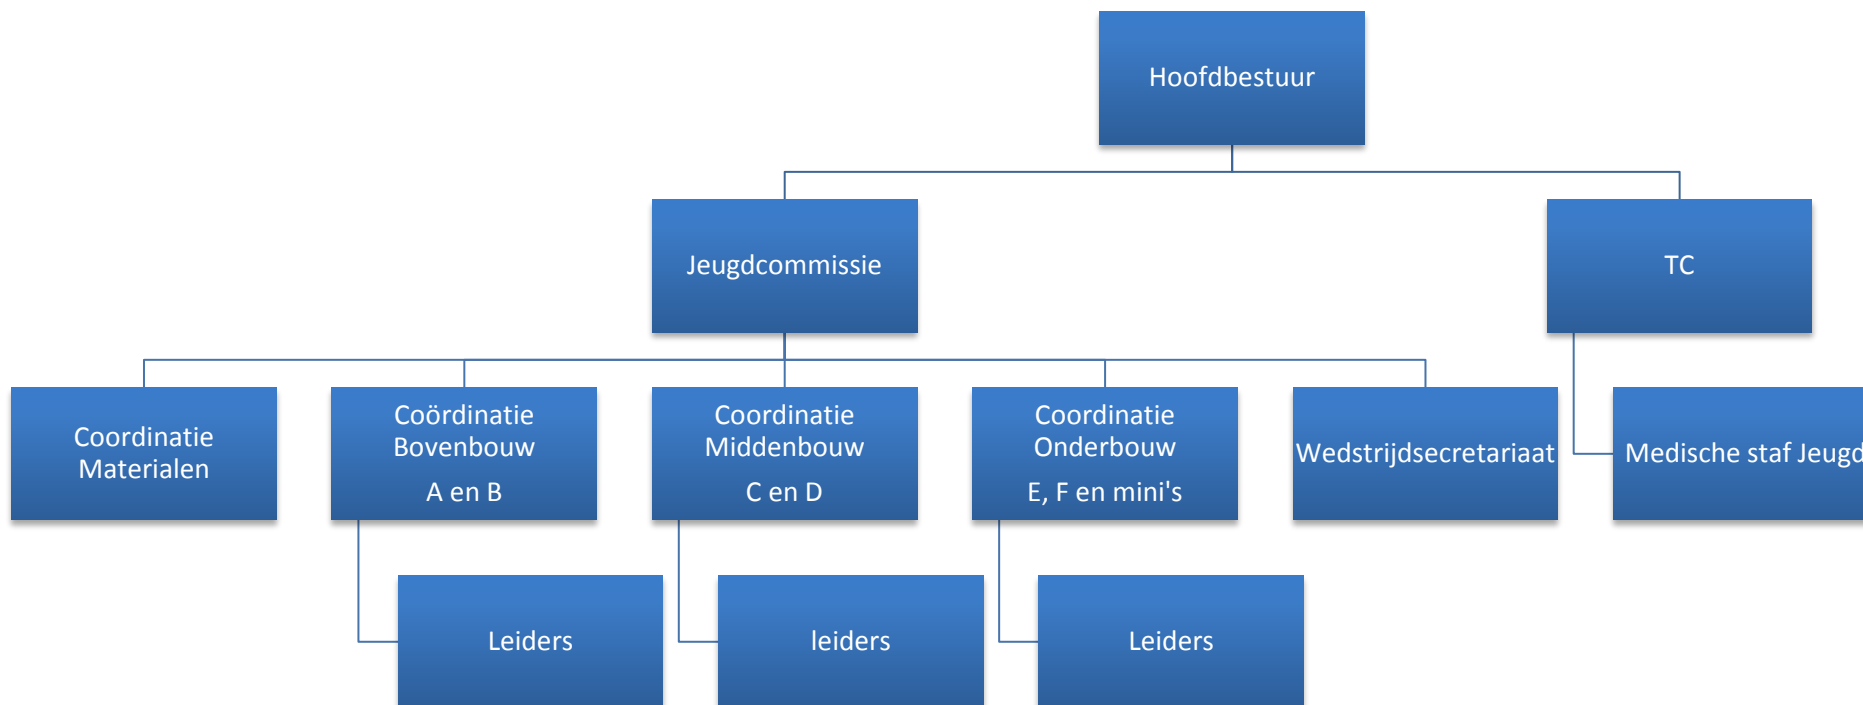 Hoofdbestuur
Jeugdcommissie
TC
Coordinatie
Materialen
Coördinatie
Bovenbouw
A en B
Coordinatie
Middenbouw
C en D
Coordinatie
Onderbouw
E, F en mini's
Wedstrijdsecretariaat
Medische staf Jeugd
Leiders
leiders
Leiders